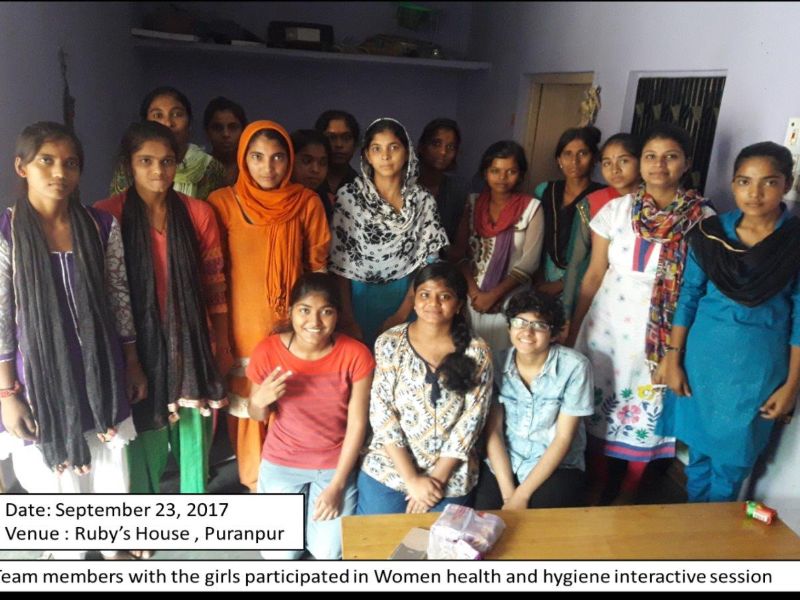 Date: September 23, 2017
Venue : Ruby's House , Puranpur
Team members with the girls participated in Women health and hygiene interactive session